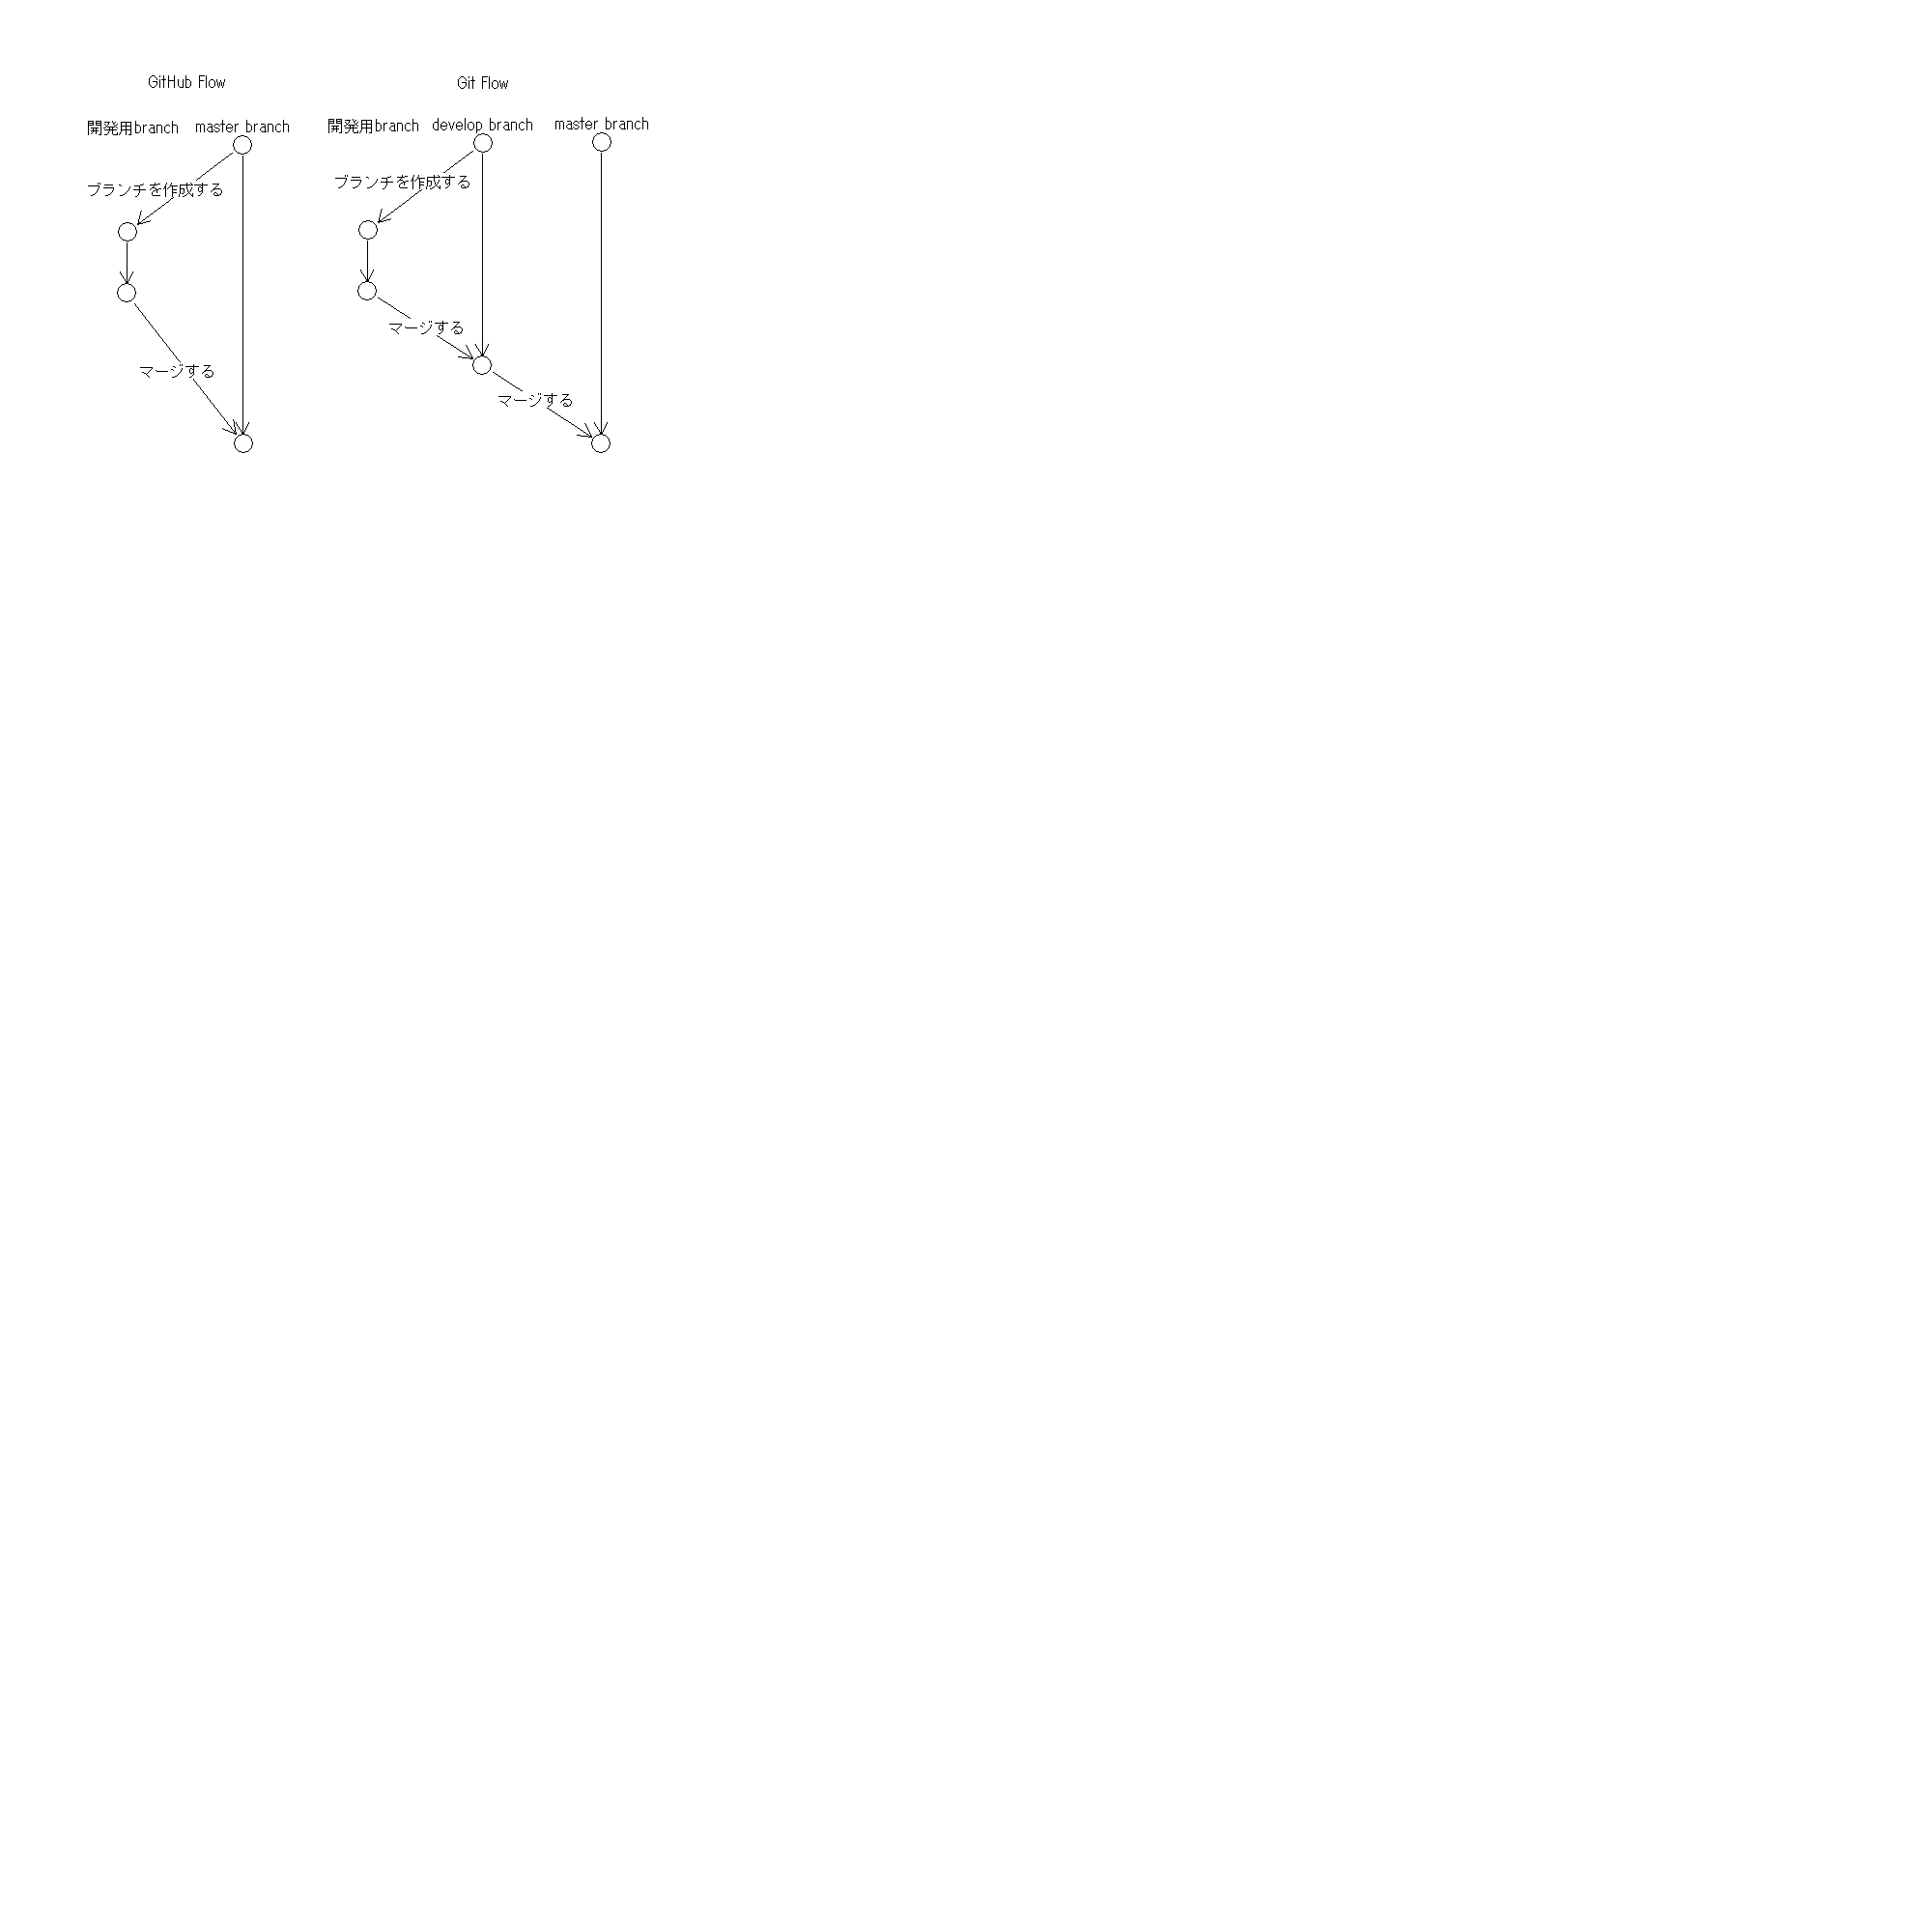 GitHub Flow
開発用branch master branch
ブランチを作成する
マージする
Git Flow
開発用branch develop branch master branch
ブランチを作成する
マージする
マージする